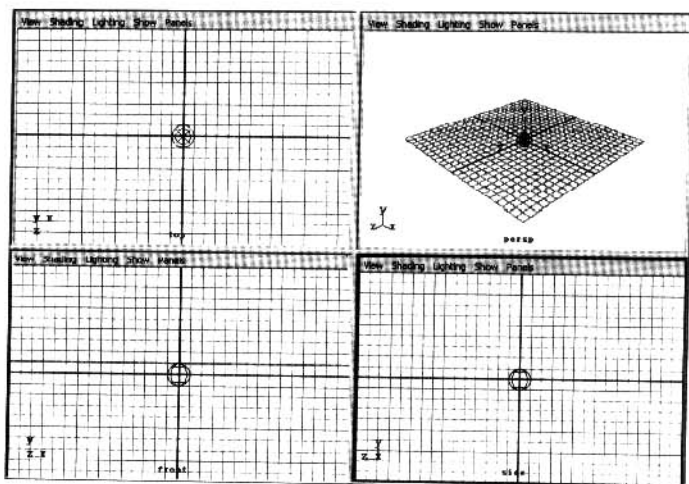 View Shading Lighting Show Panels
y x
z
top
View Shading Lighting Show Panels
y
z x
persp
View Shading Lighting Show Panels
y
z x
front
View Shading Lighting Show Panels
y
z x
side